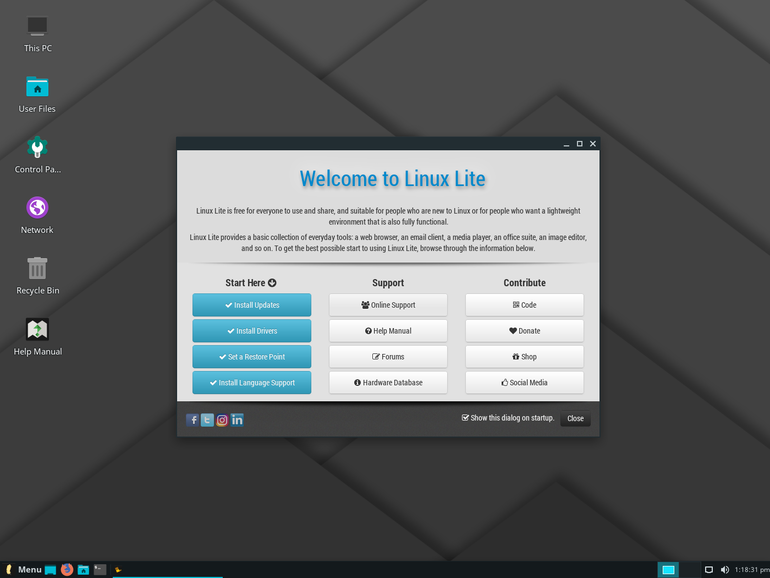 This PC
User Files
Control Pa...
Network
Recycle Bin
Help Manual
Welcome to Linux Lite
Linux Lite is free for everyone to use and share, and suitable for people who are new to Linux or for people who want a lightweight
environment that is also fully functional.
Linux Lite provides a basic collection of everyday tools: a web browser, an email client, a media player, an office suite, an image editor,
and so on. To get the best possible start to using Linux Lite, browse through the information below.
Start Here
Install Updates
Install Drivers
Set a Restore Point
Install Language Support
Support
Online Support
Help Manual
Forums
Hardware Database
Contribute
Code
Donate
Shop
Social Media
Show this dialog on startup.
Close
Menu
1:18:31 pm